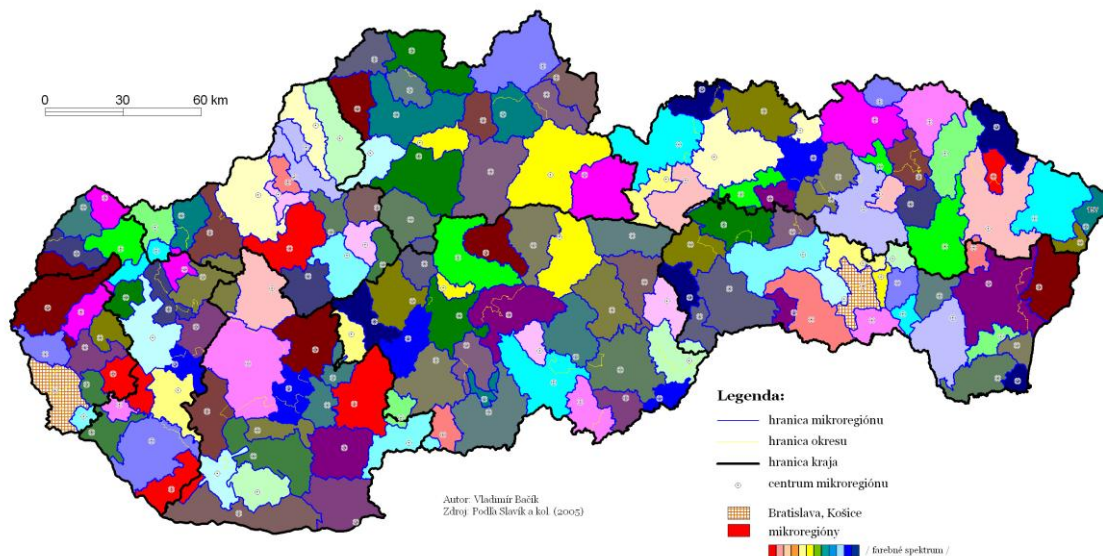 0 30 60 km
Legenda:
hranica mikroregiónu
hranica okresu
hranica kraja
centrum mikroregiónu
Autor: Vladimír Bačík
Zdroj: Podľa Slavík a kol. (2005)
Bratislava, Košice
mikroregióny
/ farebné spektrum /